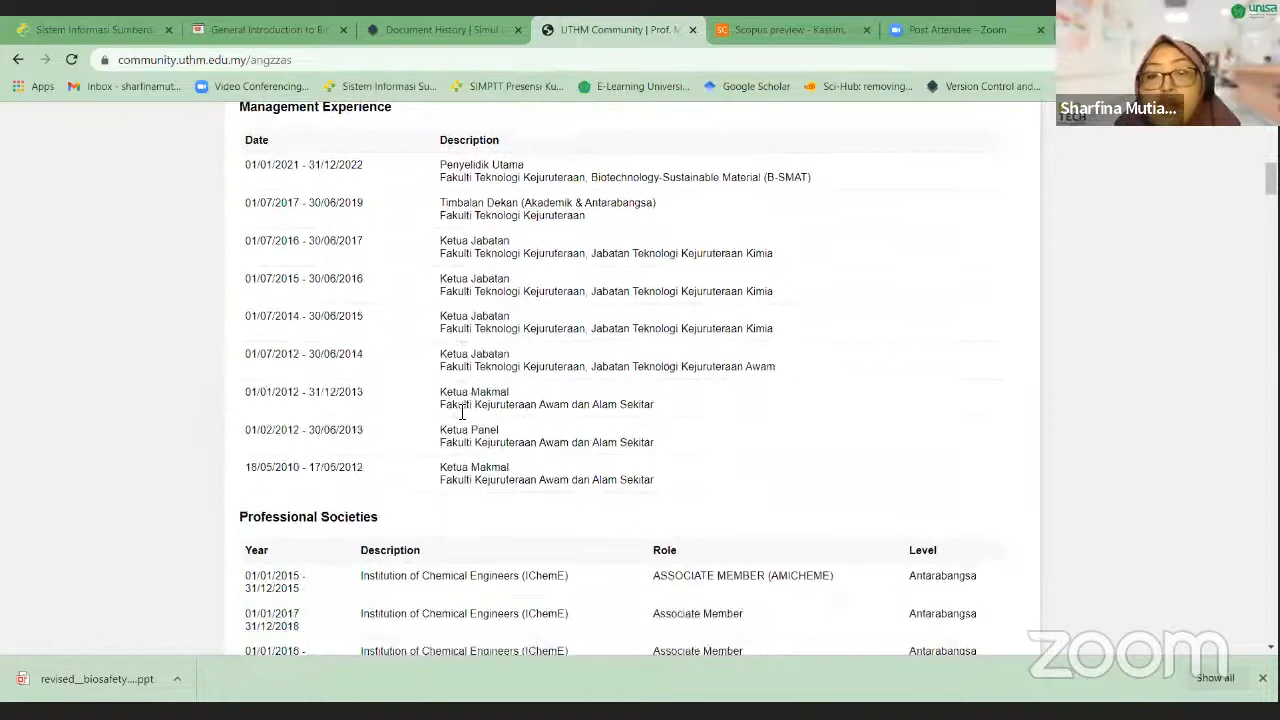 Sistem Informasi Sumberd
General Introduction to Bi
Document History | Simul
UTHM Community | Prof. M
Scopus preview - Kassim,
Post Attendee - Zoom
unisa
community.uthm.edu.my/angzzas
Apps
Inbox - sharfinamut...
Video Conferencing...
Sistem Informasi Su...
SIMPTT Presensi Ku...
E-Learning Universi...
Google Scholar
Sci-Hub: removing...
Version Control and...
Sharfina Mutia...
TECH
Management Experience
Date Description
01/01/2021 - 31/12/2022 Penyelidik Utama
Fakulti Teknologi Kejuruteraan, Biotechnology-Sustainable Material (B-SMAT)
01/07/2017 - 30/06/2019 Timbalan Dekan (Akademik & Antarabangsa)
Fakulti Teknologi Kejuruteraan
01/07/2016 - 30/06/2017 Ketua Jabatan
Fakulti Teknologi Kejuruteraan, Jabatan Teknologi Kejuruteraan Kimia
01/07/2015 - 30/06/2016 Ketua Jabatan
Fakulti Teknologi Kejuruteraan, Jabatan Teknologi Kejuruteraan Kimia
01/07/2014 - 30/06/2015 Ketua Jabatan
Fakulti Teknologi Kejuruteraan, Jabatan Teknologi Kejuruteraan Kimia
01/07/2012 - 30/06/2014 Ketua Jabatan
Fakulti Teknologi Kejuruteraan, Jabatan Teknologi Kejuruteraan Awam
01/01/2012 - 31/12/2013 Ketua Makmal
Fakulti Kejuruteraan Awam dan Alam Sekitar
01/02/2012 - 30/06/2013 Ketua Panel
Fakulti Kejuruteraan Awam dan Alam Sekitar
18/05/2010 - 17/05/2012 Ketua Makmal
Fakulti Kejuruteraan Awam dan Alam Sekitar
Professional Societies
Year Description Role Level
01/01/2015 - Institution of Chemical Engineers (IChemE) ASSOCIATE MEMBER (AMICHEME) Antarabangsa
31/12/2015
01/01/2017 Institution of Chemical Engineers (IChemE) Associate Member Antarabangsa
31/12/2018
01/01/2016 - Institution of Chemical Engineers (IChemE) Associate Member Antarabangsa
zoom
revised__biosafety....ppt
Show all